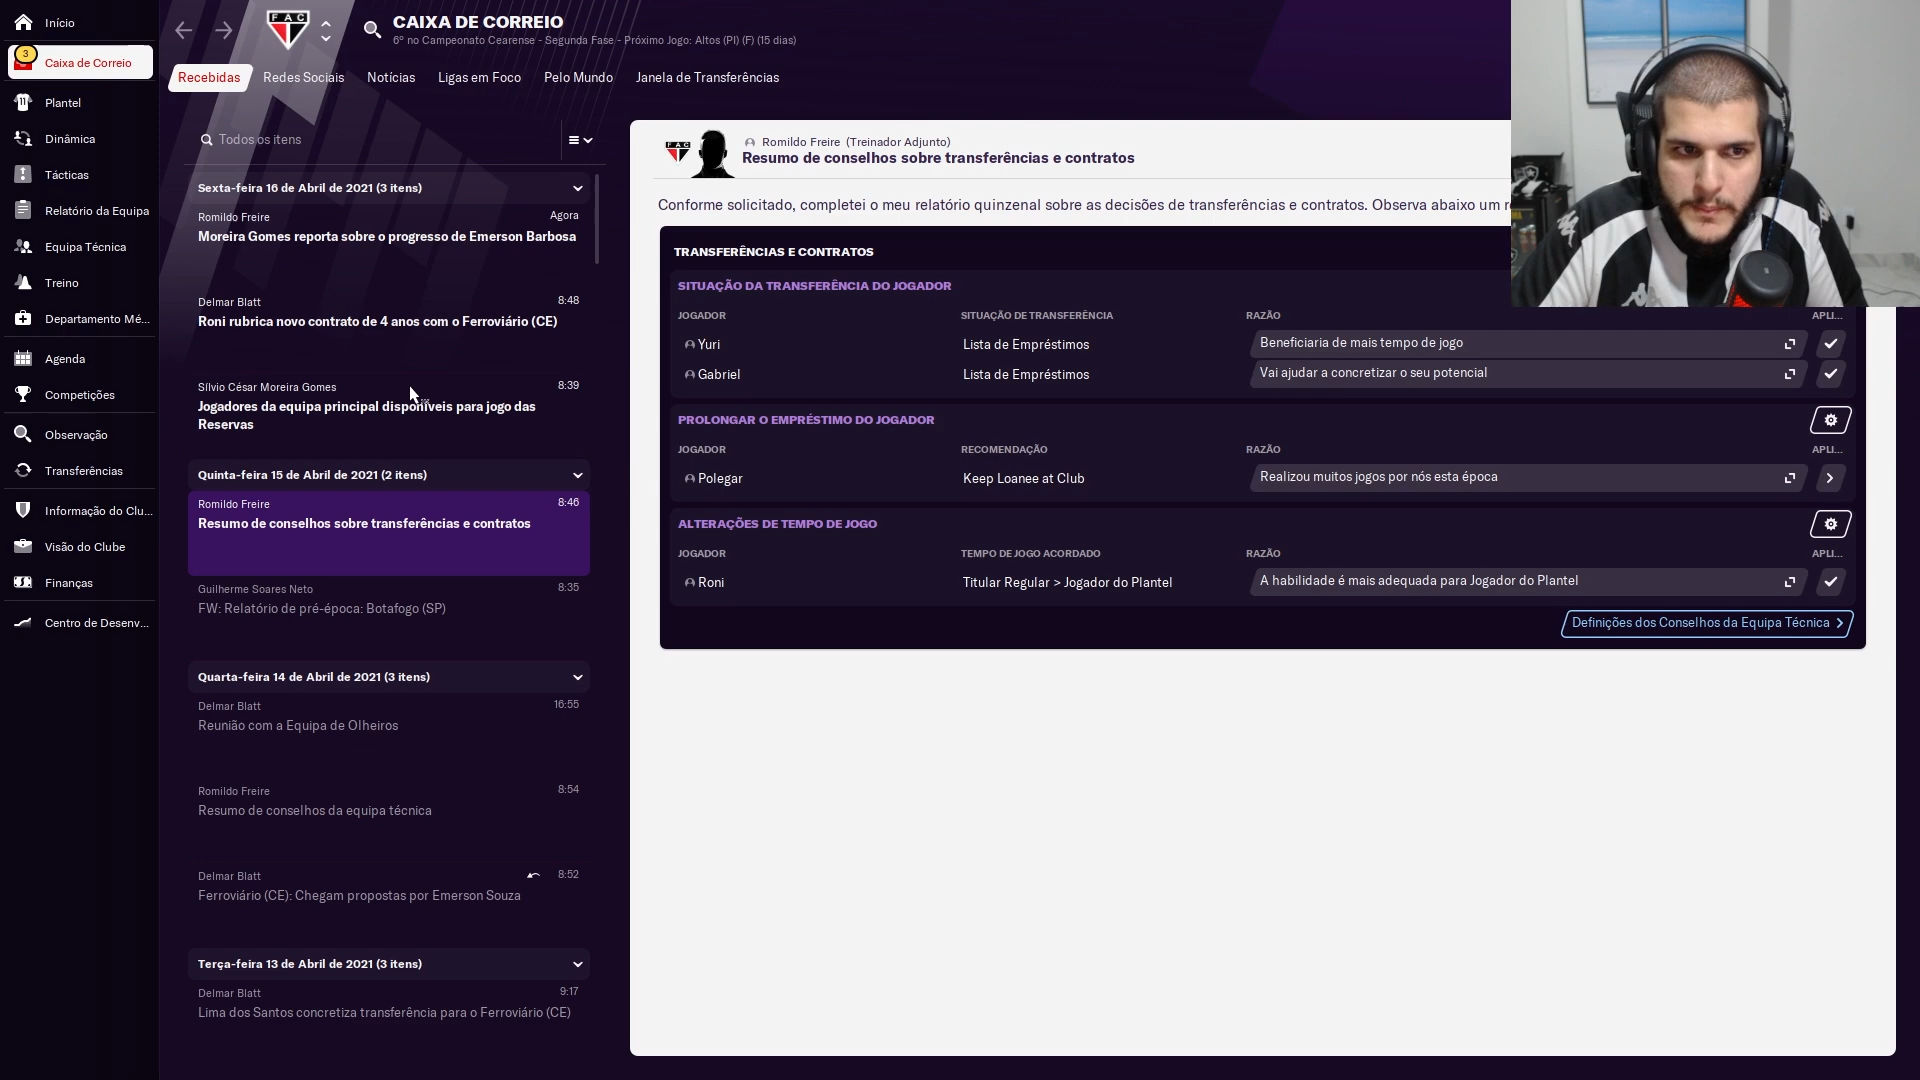 Início
3
Caixa de Correio
Plantel
Dinâmica
Tácticas
Relatório da Equipa
Equipa Técnica
Treino
Departamento Mé...
Agenda
Competições
Observação
Transferências
Informação do Clu...
Visão do Clube
Finanças
Centro de Desenv...
FAC
CAIXA DE CORREIO
6º no Campeonato Cearense - Segunda Fase - Próximo Jogo: Altos (PI) (F) (15 dias)
Recebidas
Redes Sociais
Notícias
Ligas em Foco
Pelo Mundo
Janela de Transferências
Todos os itens
Sexta-feira 16 de Abril de 2021 (3 itens)
Romildo Freire
Agora
Moreira Gomes reporta sobre o progresso de Emerson Barbosa
Delmar Blatt
8:48
Roni rubrica novo contrato de 4 anos com o Ferroviário (CE)
Sílvio César Moreira Gomes
8:39
Jogadores da equipa principal disponíveis para jogo das
Reservas
Quinta-feira 15 de Abril de 2021 (2 itens)
Romildo Freire
8:46
Resumo de conselhos sobre transferências e contratos
Guilherme Soares Neto
8:35
FW: Relatório de pré-época: Botafogo (SP)
Quarta-feira 14 de Abril de 2021 (3 itens)
Delmar Blatt
16:55
Reunião com a Equipa de Olheiros
Romildo Freire
8:54
Resumo de conselhos da equipa técnica
Delmar Blatt
8:52
Ferroviário (CE): Chegam propostas por Emerson Souza
Terça-feira 13 de Abril de 2021 (3 itens)
Delmar Blatt
9:17
Lima dos Santos concretiza transferência para o Ferroviário (CE)
FAC
Romildo Freire (Treinador Adjunto)
Resumo de conselhos sobre transferências e contratos
Conforme solicitado, completei o meu relatório quinzenal sobre as decisões de transferências e contratos. Observa abaixo um
TRANSFERÊNCIAS E CONTRATOS
SITUAÇÃO DA TRANSFERÊNCIA DO JOGADOR
JOGADOR SITUAÇÃO DE TRANSFERÊNCIA RAZÃO APLI...
Yuri Lista de Empréstimos Beneficiaria de mais tempo de jogo
Gabriel Lista de Empréstimos Vai ajudar a concretizar o seu potencial
PROLONGAR O EMPRÉSTIMO DO JOGADOR
JOGADOR RECOMENDAÇÃO RAZÃO APLI...
Polegar Keep Loanee at Club Realizou muitos jogos por nós esta época
ALTERAÇÕES DE TEMPO DE JOGO
JOGADOR TEMPO DE JOGO ACORDADO RAZÃO APLI...
Roni Titular Regular > Jogador do Plantel A habilidade é mais adequada para Jogador do Plantel
Definições dos Conselhos da Equipa Técnica